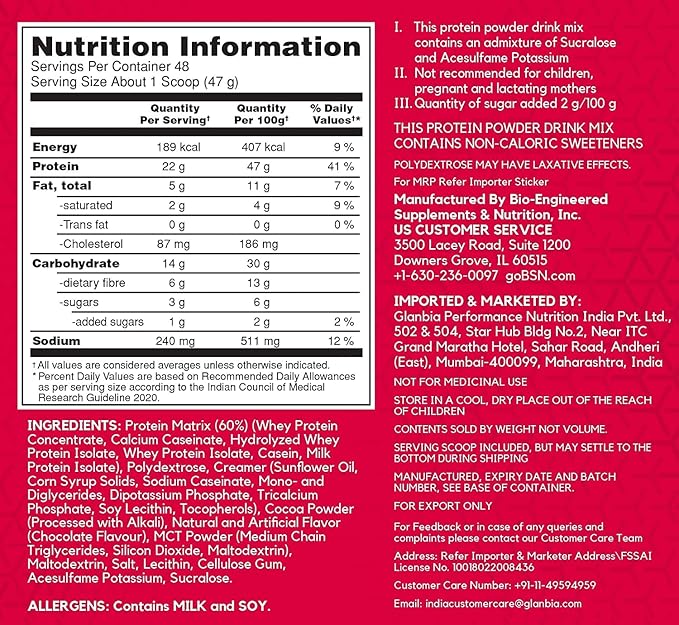 Nutrition Information
Servings Per Container 48
Serving Size About 1 Scoop (47 g)
Quantity Per Serving† Quantity Per 100g† % Daily Values†*
Energy 189 kcal 407 kcal 9 %
Protein 22 g 47 g 41 %
Fat, total 5 g 11 g 7 %
-saturated 2 g 4 g 9 %
-Trans fat 0 g 0 g 0 %
-Cholesterol 87 mg 186 mg
Carbohydrate 14 g 30 g
-dietary fibre 6 g 13 g
-sugars 3 g 6 g
-added sugars 1 g 2 g 2 %
Sodium 240 mg 511 mg 12 %
†All values are considered averages unless otherwise indicated.
*Percent Daily Values are based on Recommended Daily Allowances
as per serving size according to the Indian Council of Medical
Research Guideline 2020.
INGREDIENTS: Protein Matrix (60%) (Whey Protein
Concentrate, Calcium Caseinate, Hydrolyzed Whey
Protein Isolate, Whey Protein Isolate, Casein, Milk
Protein Isolate), Polydextrose, Creamer (Sunflower Oil,
Corn Syrup Solids, Sodium Caseinate, Mono- and
Diglycerides, Dipotassium Phosphate, Tricalcium
Phosphate, Soy Lecithin, Tocopherols), Cocoa Powder
(Processed with Alkali), Natural and Artificial Flavor
(Chocolate Flavour), MCT Powder (Medium Chain
Triglycerides, Silicon Dioxide, Maltodextrin),
Maltodextrin, Salt, Lecithin, Cellulose Gum,
Acesulfame Potassium, Sucralose.
ALLERGENS: Contains MILK and SOY.
I. This protein powder drink mix
contains an admixture of Sucralose
and Acesulfame Potassium
II. Not recommended for children,
pregnant and lactating mothers
III. Quantity of sugar added 2 g/100 g
THIS PROTEIN POWDER DRINK MIX
CONTAINS NON-CALORIC SWEETENERS
POLYDEXTROSE MAY HAVE LAXATIVE EFFECTS.
For MRP Refer Importer Sticker
Manufactured By Bio-Engineered
Supplements & Nutrition, Inc.
US CUSTOMER SERVICE
3500 Lacey Road, Suite 1200
Downers Grove, IL 60515
+1-630-236-0097 goBSN.com
IMPORTED & MARKETED BY:
Glanbia Performance Nutrition India Pvt. Ltd.,
502 & 504, Star Hub Bldg No.2, Near ITC
Grand Maratha Hotel, Sahar Road, Andheri
(East), Mumbai-400099, Maharashtra, India
NOT FOR MEDICINAL USE
STORE IN A COOL, DRY PLACE OUT OF THE REACH
OF CHILDREN
CONTENTS SOLD BY WEIGHT NOT VOLUME.
SERVING SCOOP INCLUDED, BUT MAY SETTLE TO THE
BOTTOM DURING SHIPPING
MANUFACTURED, EXPIRY DATE AND BATCH
NUMBER, SEE BASE OF CONTAINER.
FOR EXPORT ONLY
For Feedback or in case of any queries and
complaints please contact our Customer Care Team
Address: Refer Importer & Marketer Address\FSSAI
License No. 10018022008436
Customer Care Number: +91-11-49594959
Email: indiacustomercare@glanbia.com